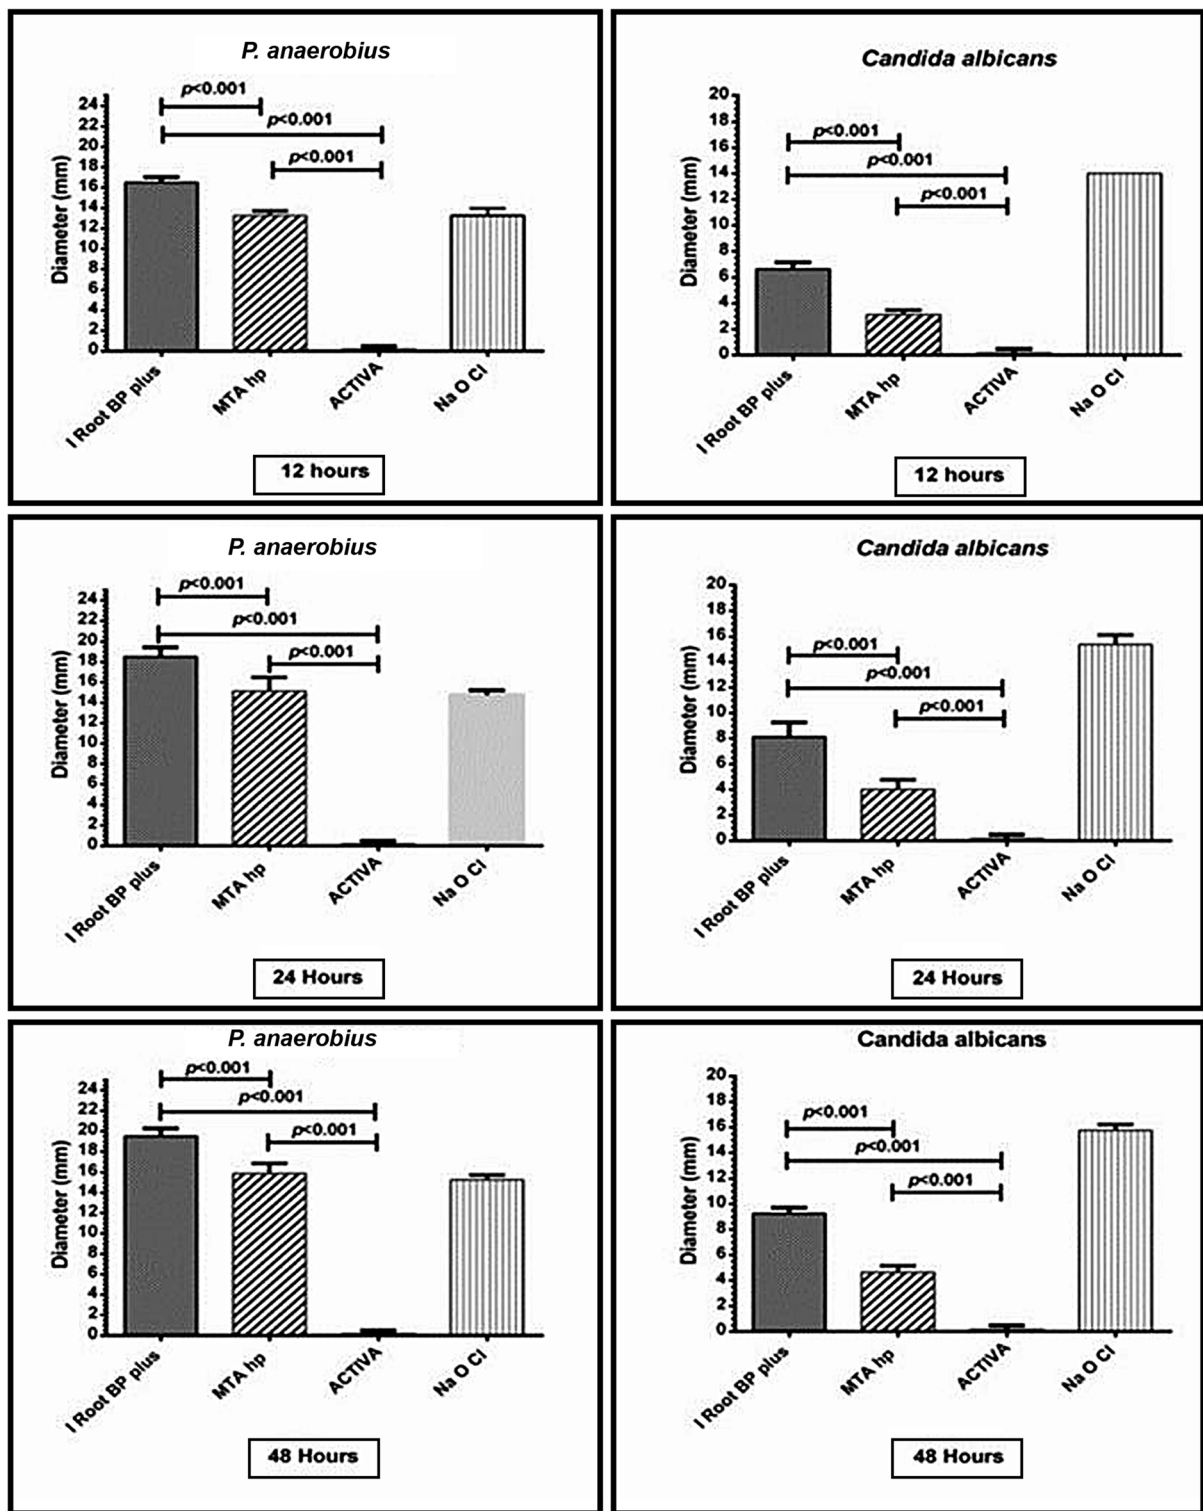 P. anaerobius
p<0.001
p<0.001
p<0.001
Diameter (mm)
24
22
20
18
16
14
12
10
8
6
4
2
0
I Root BP plus
MTA hp
ACTIVA
Na O Cl
12 hours
Candida albicans
p<0.001
p<0.001
p<0.001
Diameter (mm)
20
18
16
14
12
10
8
6
4
2
0
I Root BP plus
MTA hp
ACTIVA
Na O Cl
12 hours
P. anaerobius
p<0.001
p<0.001
p<0.001
Diameter (mm)
24
22
20
18
16
14
12
10
8
6
4
2
0
I Root BP plus
MTA hp
ACTIVA
Na O Cl
24 Hours
Candida albicans
p<0.001
p<0.001
p<0.001
Diameter (mm)
20
18
16
14
12
10
8
6
4
2
0
I Root BP plus
MTA hp
ACTIVA
Na O Cl
24 Hours
P. anaerobius
p<0.001
p<0.001
p<0.001
Diameter (mm)
24
22
20
18
16
14
12
10
8
6
4
2
0
I Root BP plus
MTA hp
ACTIVA
Na O Cl
48 Hours
Candida albicans
p<0.001
p<0.001
p<0.001
Diameter (mm)
20
18
16
14
12
10
8
6
4
2
0
I Root BP plus
MTA hp
ACTIVA
Na O Cl
48 Hours